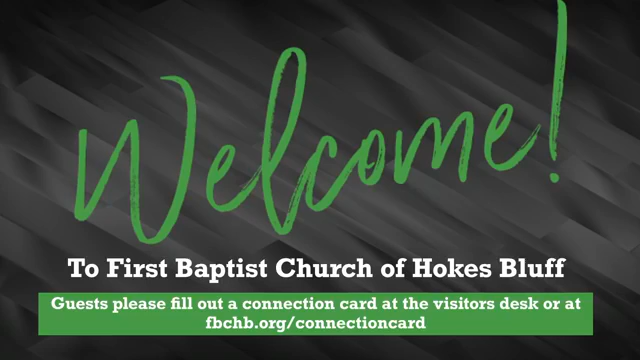 Welcome!
To First Baptist Church of Hokes Bluff
Guests please fill out a connection card at the visitors desk or at
fbchb.org/connectioncard